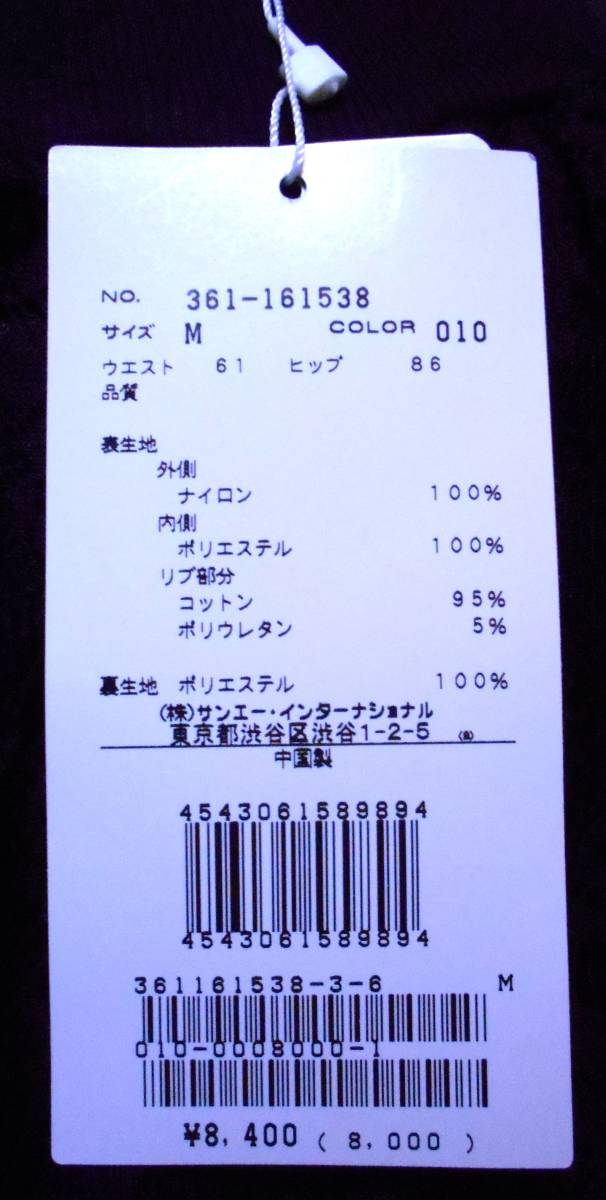 NO. 361-161538
サイズ M COLOR 010
ウエスト 61 ヒップ 86
品質
表生地
外側
ナイロン 100%
内側
ポリエステル 100%
リブ部分
コットン 95%
ポリウレタン 5%
裏生地 ポリエステル 100%
(株)サンエー・インターナショナル
東京都渋谷区渋谷1-2-5
中国製
4543061589894
4543061589894
361161538-3-6 M
010-0008000-1
¥8,400 (8,000)